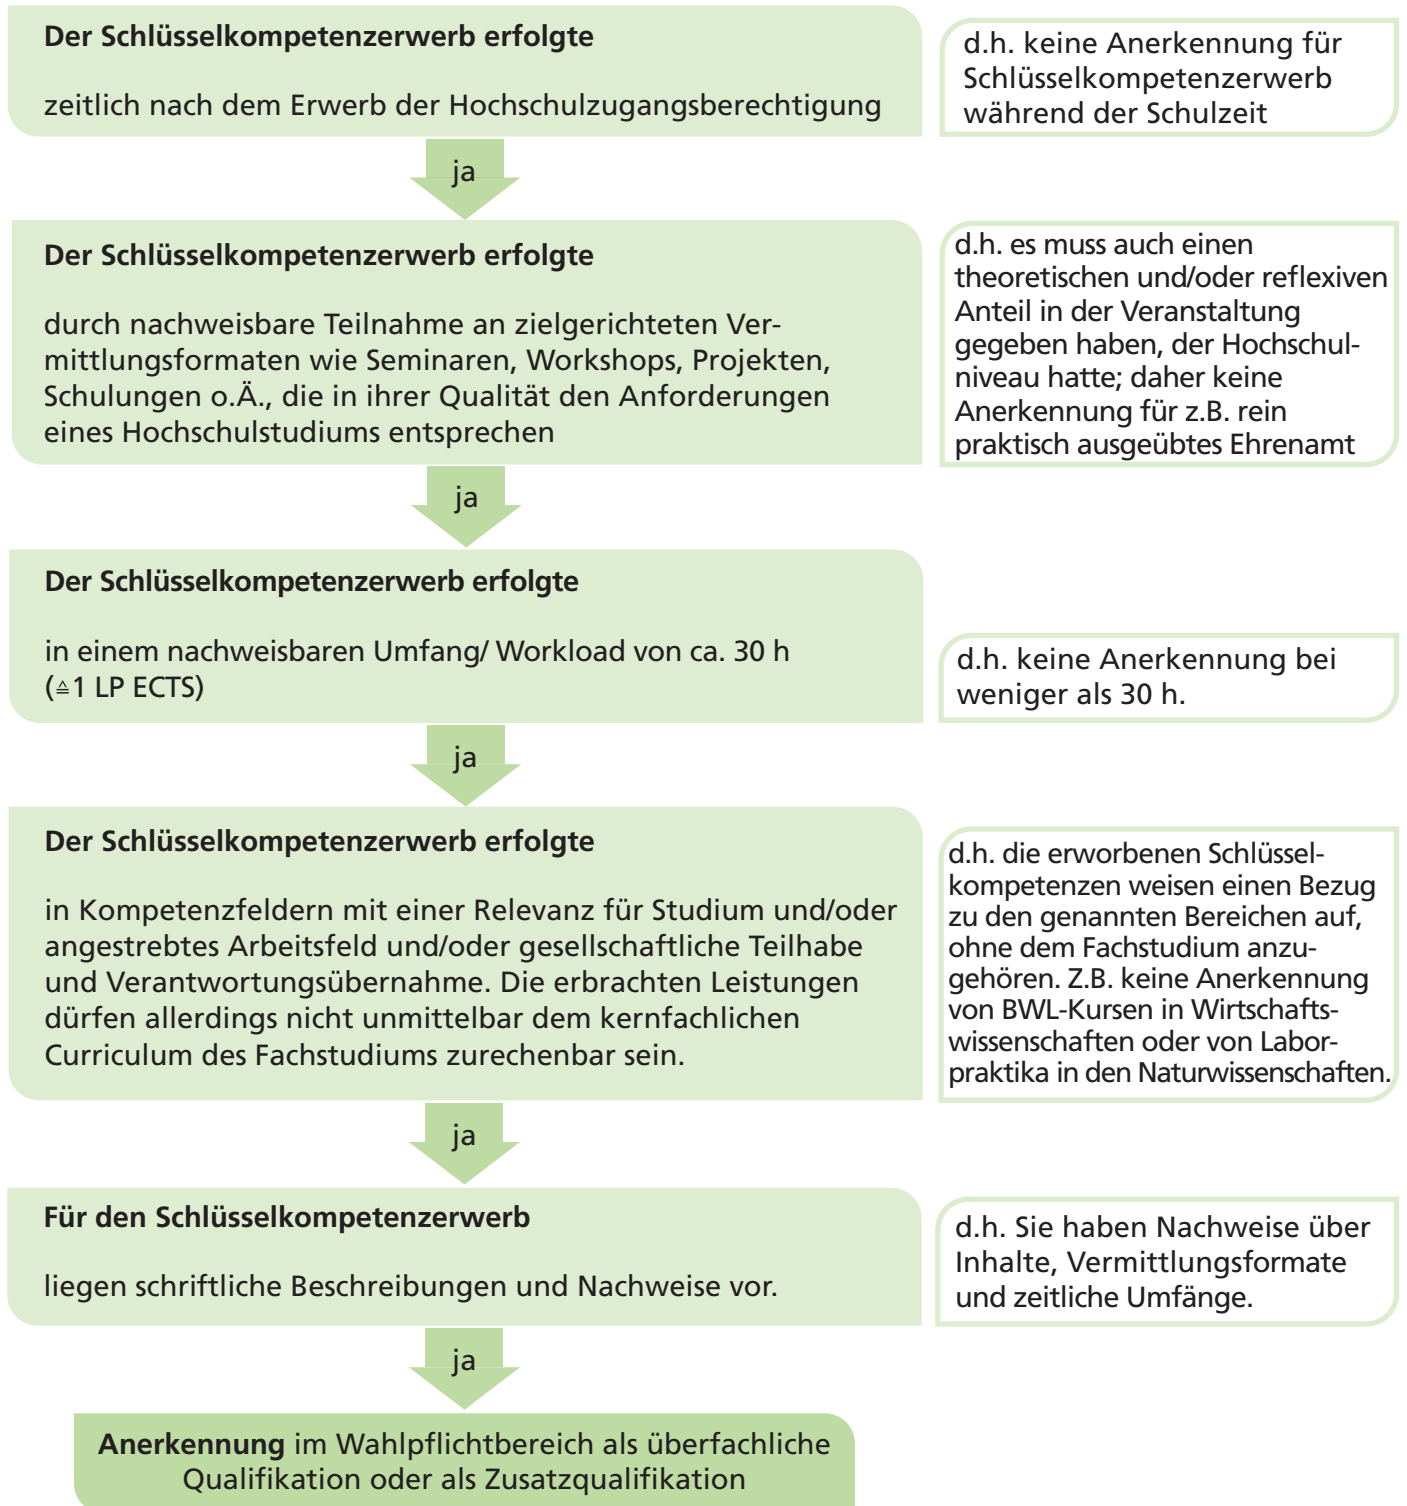 Der Schlüsselkompetenzerwerb erfolgte
zeitlich nach dem Erwerb der Hochschulzugangsberechtigung
d.h. keine Anerkennung für
Schlüsselkompetenzerwerb
während der Schulzeit
ja
Der Schlüsselkompetenzerwerb erfolgte
durch nachweisbare Teilnahme an zielgerichteten Ver-
mittlungsformaten wie Seminaren, Workshops, Projekten,
Schulungen o.Ä., die in ihrer Qualität den Anforderungen
eines Hochschulstudiums entsprechen
d.h. es muss auch einen
theoretischen und/oder reflexiven
Anteil in der Veranstaltung
gegeben haben, der Hochschul-
niveau hatte; daher keine
Anerkennung für z.B. rein
praktisch ausgeübtes Ehrenamt
ja
Der Schlüsselkompetenzerwerb erfolgte
in einem nachweisbaren Umfang/ Workload von ca. 30 h
(≙1 LP ECTS)
d.h. keine Anerkennung bei
weniger als 30 h.
ja
Der Schlüsselkompetenzerwerb erfolgte
in Kompetenzfeldern mit einer Relevanz für Studium und/oder
angestrebtes Arbeitsfeld und/oder gesellschaftliche Teilhabe
und Verantwortungsübernahme. Die erbrachten Leistungen
dürfen allerdings nicht unmittelbar dem kernfachlichen
Curriculum des Fachstudiums zurechenbar sein.
d.h. die erworbenen Schlüssel-
kompetenzen weisen einen Bezug
zu den genannten Bereichen auf,
ohne dem Fachstudium anzu-
gehören. Z.B. keine Anerkennung
von BWL-Kursen in Wirtschafts-
wissenschaften oder von Labor-
praktika in den Naturwissenschaften.
ja
Für den Schlüsselkompetenzerwerb
liegen schriftliche Beschreibungen und Nachweise vor.
d.h. Sie haben Nachweise über
Inhalte, Vermittlungsformate
und zeitliche Umfänge.
ja
Anerkennung im Wahlpflichtbereich als überfachliche
Qualifikation oder als Zusatzqualifikation